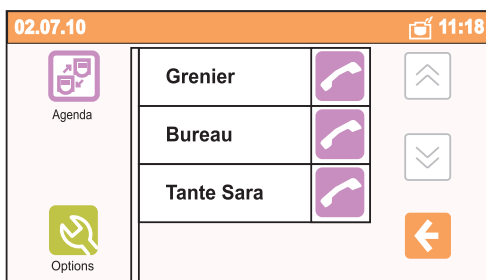 02.07.10 11:18
Agenda
Grenier
Bureau
Tante Sara
Options